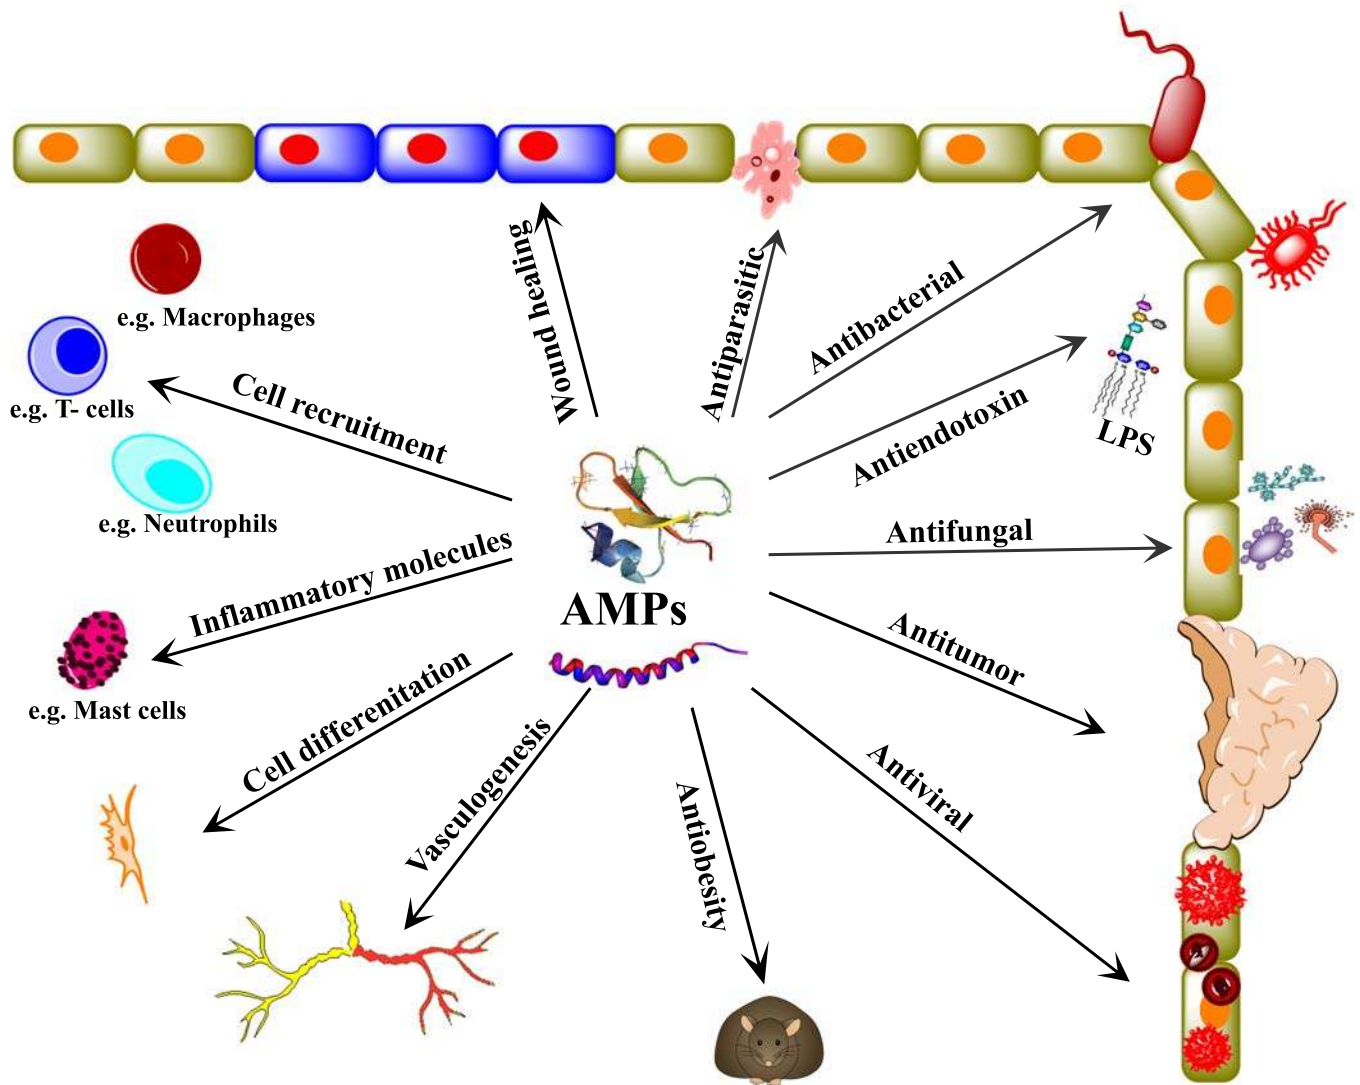 Wound healing
Antiparasitic
Antibacterial
e.g. Macrophages
e.g. T- cells
Cell recruitment
Antiendotoxin
LPS
e.g. Neutrophils
Inflammatory molecules
Antifungal
AMPs
Antitumor
e.g. Mast cells
Cell differenitation
Vasculogenesis
Antiobesity
Antiviral